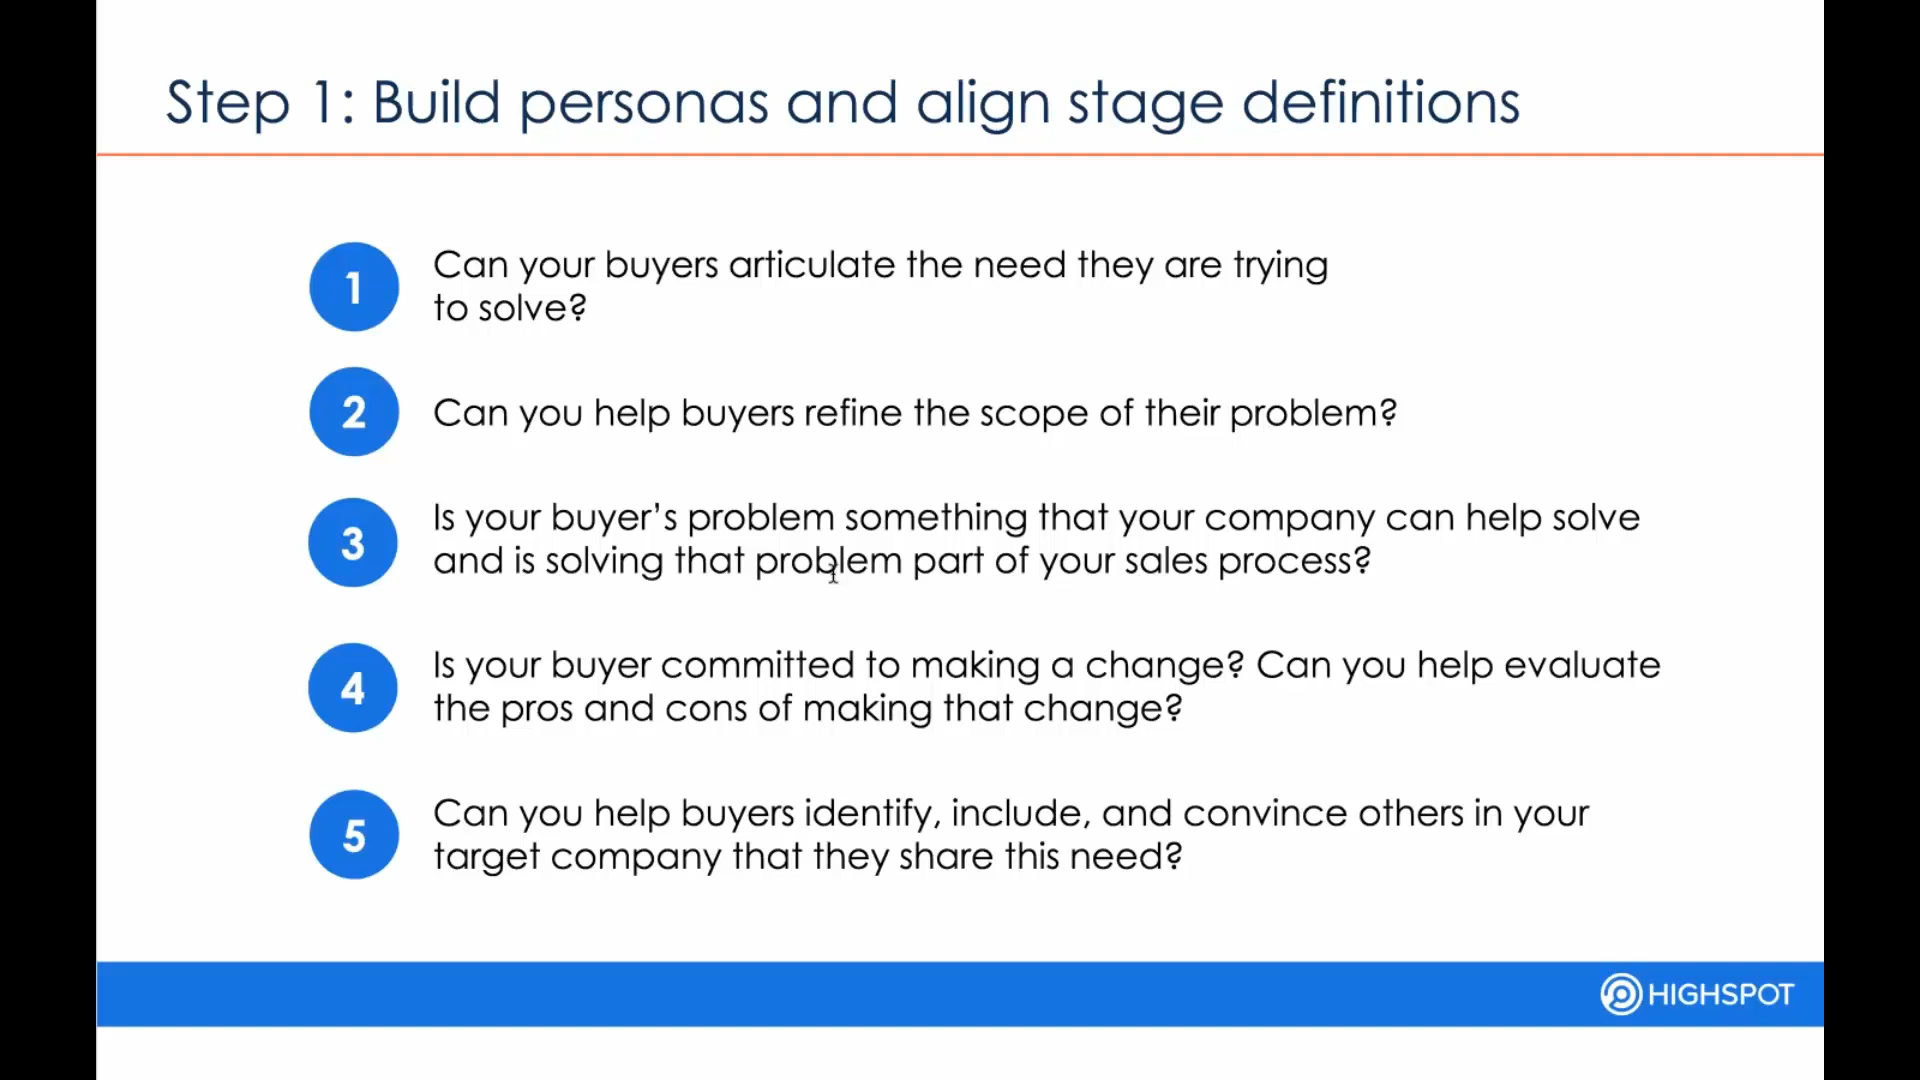 Step 1: Build personas and align stage definitions
1
Can your buyers articulate the need they are trying
to solve?
2
Can you help buyers refine the scope of their problem?
3
Is your buyer’s problem something that your company can help solve
and is solving that problem part of your sales process?
4
Is your buyer committed to making a change? Can you help evaluate
the pros and cons of making that change?
5
Can you help buyers identify, include, and convince others in your
target company that they share this need?
HIGHSPOT